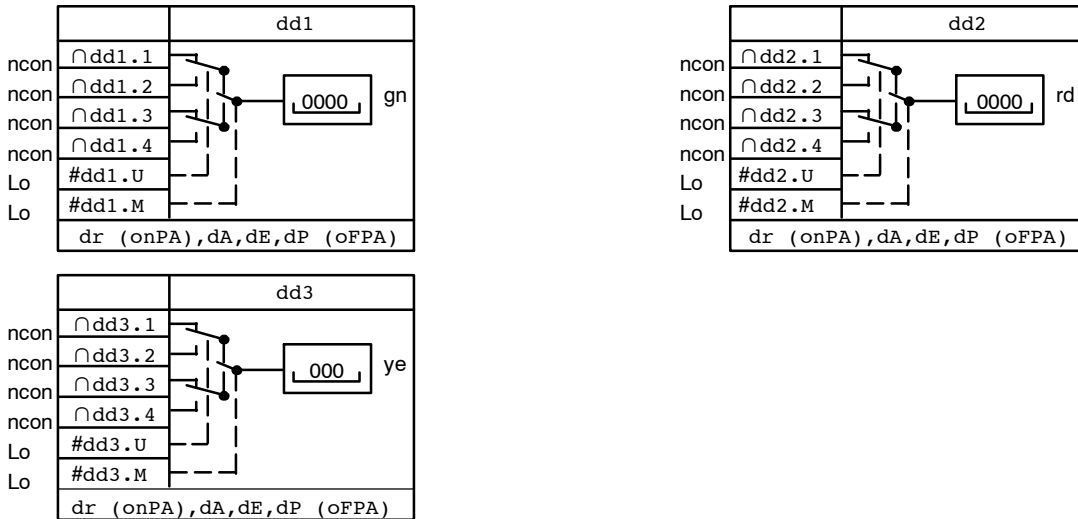 dd1
ncon ∩dd1.1
ncon ∩dd1.2
ncon ∩dd1.3
ncon ∩dd1.4
Lo #dd1.U
Lo #dd1.M
0000 gn
dr (onPA),dA,dE,dP (oFPA)
dd2
ncon ∩dd2.1
ncon ∩dd2.2
ncon ∩dd2.3
ncon ∩dd2.4
Lo #dd2.U
Lo #dd2.M
0000 rd
dr (onPA),dA,dE,dP (oFPA)
dd3
ncon ∩dd3.1
ncon ∩dd3.2
ncon ∩dd3.3
ncon ∩dd3.4
Lo #dd3.U
Lo #dd3.M
000 ye
dr (onPA),dA,dE,dP (oFPA)